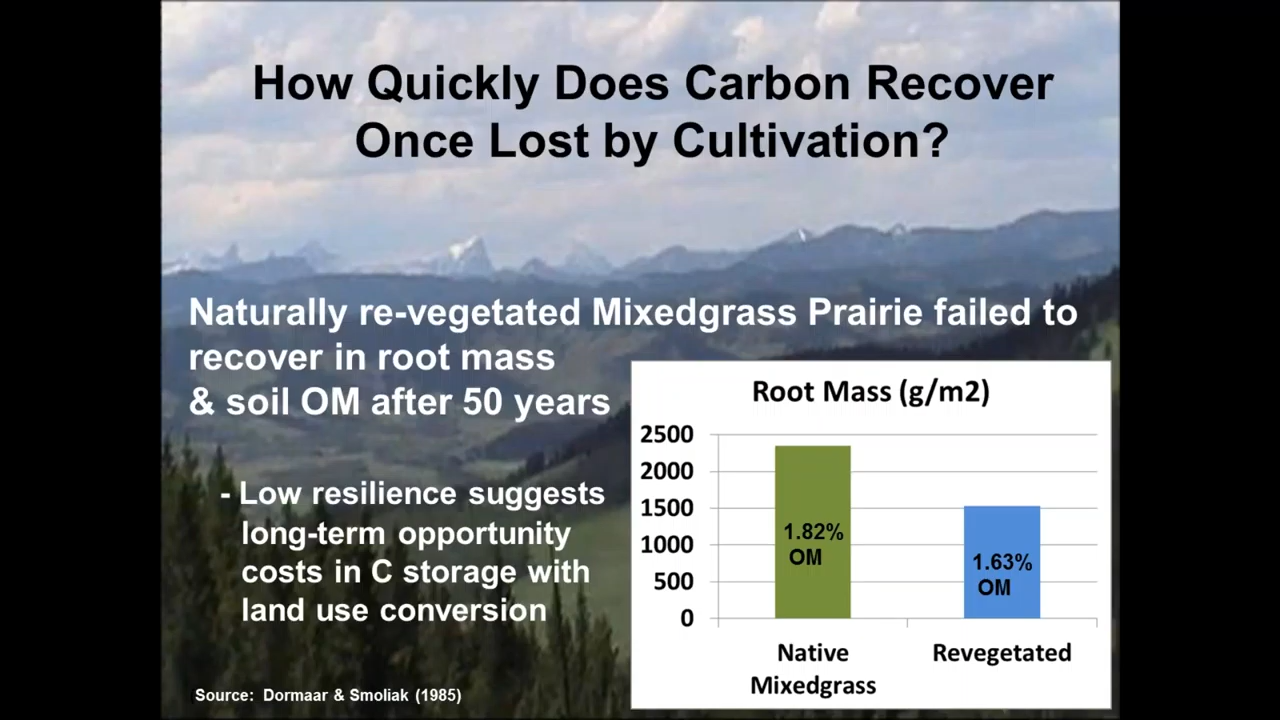 How Quickly Does Carbon Recover
Once Lost by Cultivation?
Naturally re-vegetated Mixedgrass Prairie failed to
recover in root mass
& soil OM after 50 years
- Low resilience suggests
long-term opportunity
costs in C storage with
land use conversion
Source: Dormaar & Smoliak (1985)
Root Mass (g/m2)
2500
2000
1500
1000
500
0
1.82%
OM
1.63%
OM
Native
Mixedgrass
Revegetated